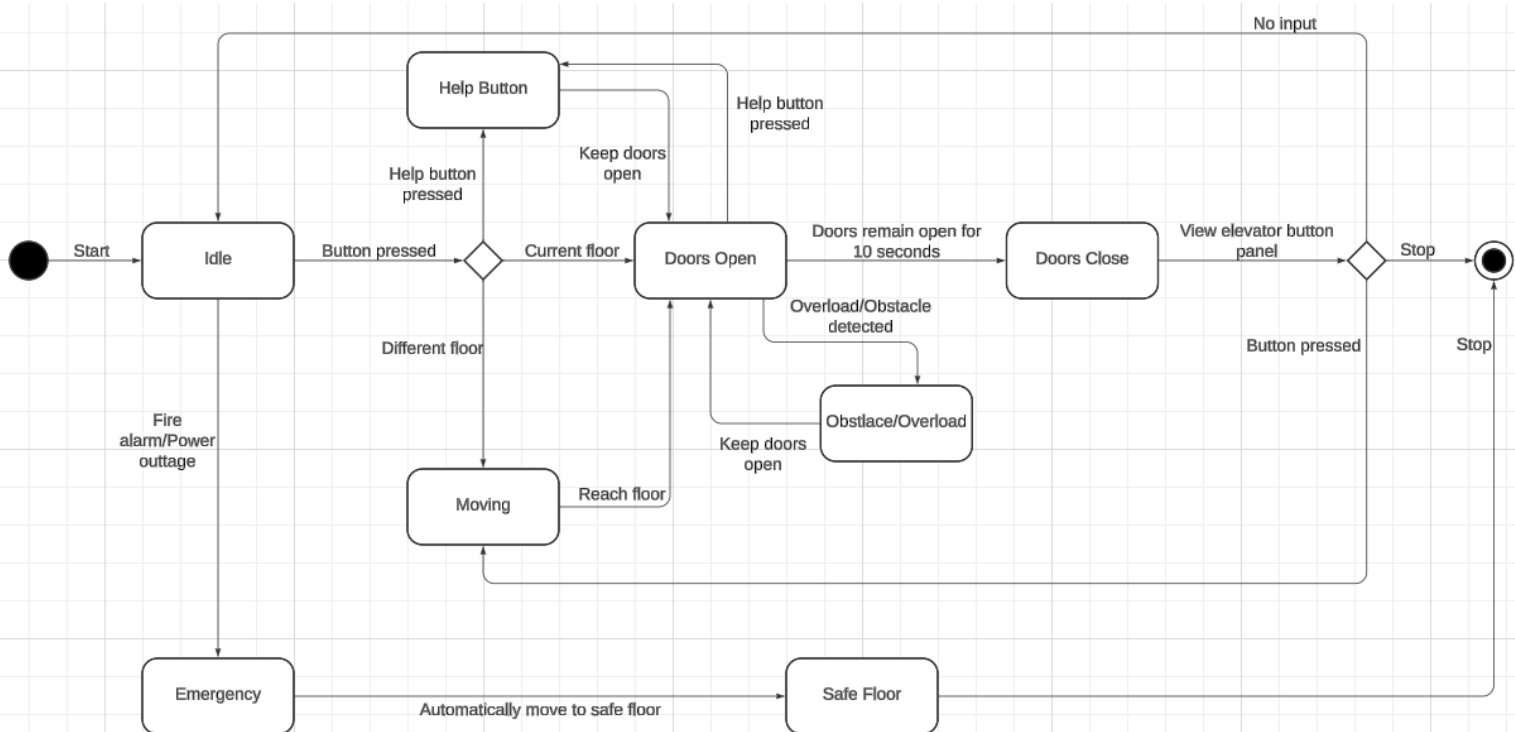 No input
Help Button
Help button
pressed
Keep doors
open
Help button
pressed
Start
Idle
Button pressed
Current floor
Doors Open
Doors remain open for
10 seconds
Doors Close
View elevator button
panel
Stop
Overload/Obstacle
detected
Different floor
Button pressed
Stop
Fire
alarm/Power
outtage
Obstlace/Overload
Keep doors
open
Moving
Reach floor
Emergency
Automatically move to safe floor
Safe Floor